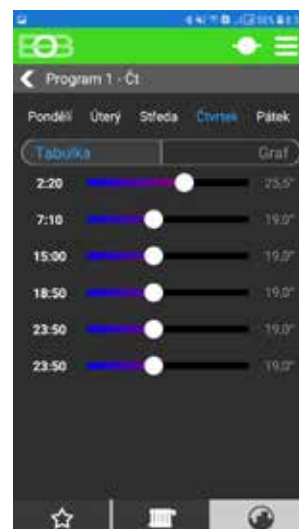 EOB
Program 1 - Čt
Pondělí Úterý Středa Čtvrtek Pátek
Tabulka Graf
2:20 25,5°
7:10 19,0°
15:00 19,0°
18:50 19,0°
23:50 19,0°
23:50 19,0°